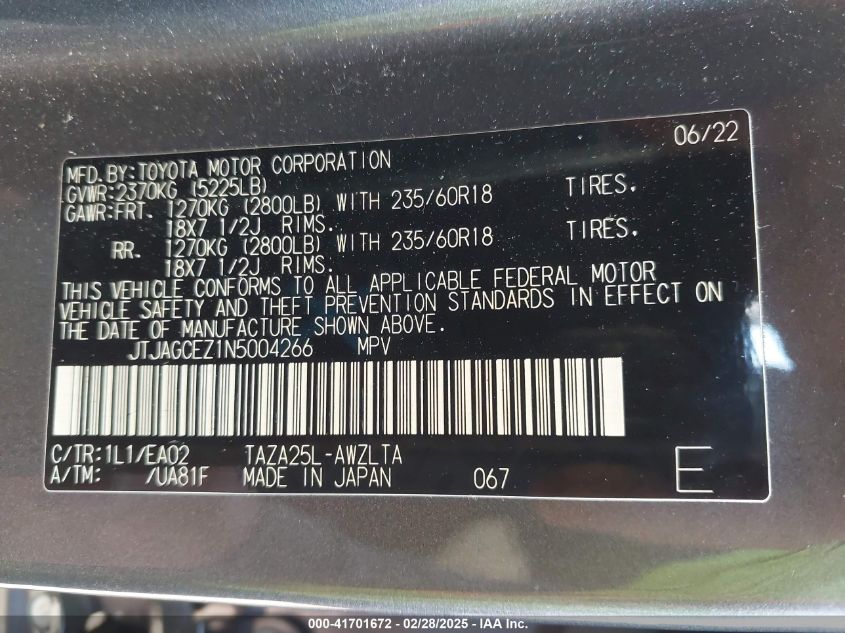 06/22
MFD.BY:TOYOTA MOTOR CORPORATION
GVWR:2370KG (5225LB)
GAWR:FRT. 1270KG (2800LB) WITH 235/60R18 TIRES.
18X7 1/2J RIMS.
RR. 1270KG (2800LB) WITH 235/60R18 TIRES.
18X7 1/2J RIMS.
THIS VEHICLE CONFORMS TO ALL APPLICABLE FEDERAL MOTOR
VEHICLE SAFETY AND THEFT PREVENTION STANDARDS IN EFFECT ON
THE DATE OF MANUFACTURE SHOWN ABOVE.
JTJAGCEZ1N5004266 MPV
C/TR:1L1/EA02 TAZA25L-AWZLTA
A/TM: /UA81F MADE IN JAPAN 067 E
000-41701672 - 02/28/2025 - IAA Inc.